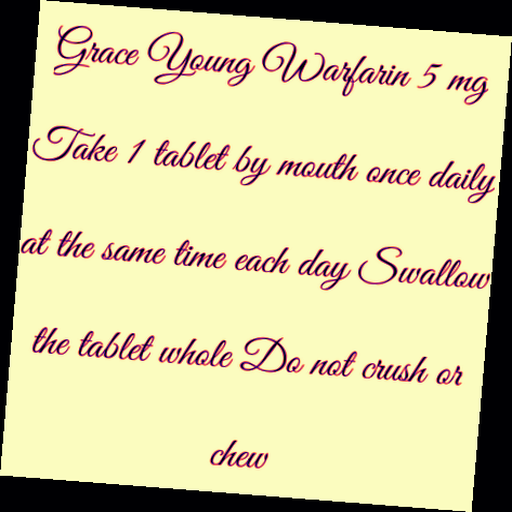 Grace Young Warfarin 5 mg
Take 1 tablet by mouth once daily
at the same time each day Swallow
the tablet whole Do not crush or
chew